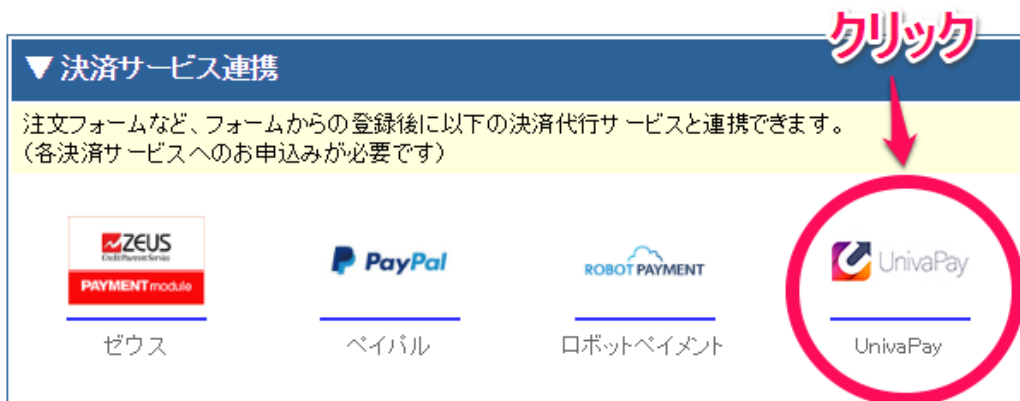 クリック
▼ 決済サービス連携
注文フォームなど、フォームからの登録後に以下の決済代行サービスと連携できます。
（各決済サービスへのお申込みが必要です）
ZEUS
Credit Payment Service
PAYMENT module
PayPal
ROBOT PAYMENT
UnivaPay
ゼウス
ペイパル
ロボットペイメント
UnivaPay